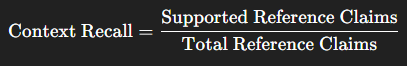 Context Recall = Supported Reference Claims / Total Reference Claims